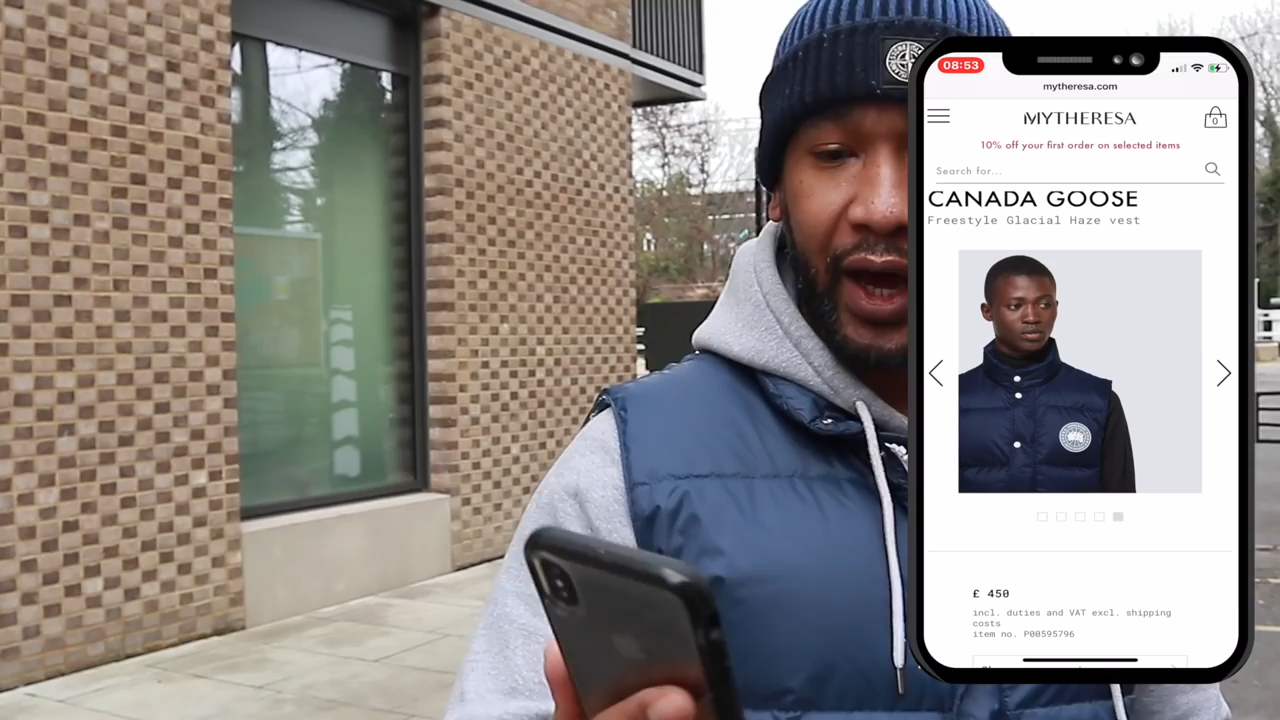 08:53
mytheresa.com
MYTHERESA
0
10% off your first order on selected items
Search for...
CANADA GOOSE
Freestyle Glacial Haze vest
£ 450
incl. duties and VAT excl. shipping
costs
item no. P00595796